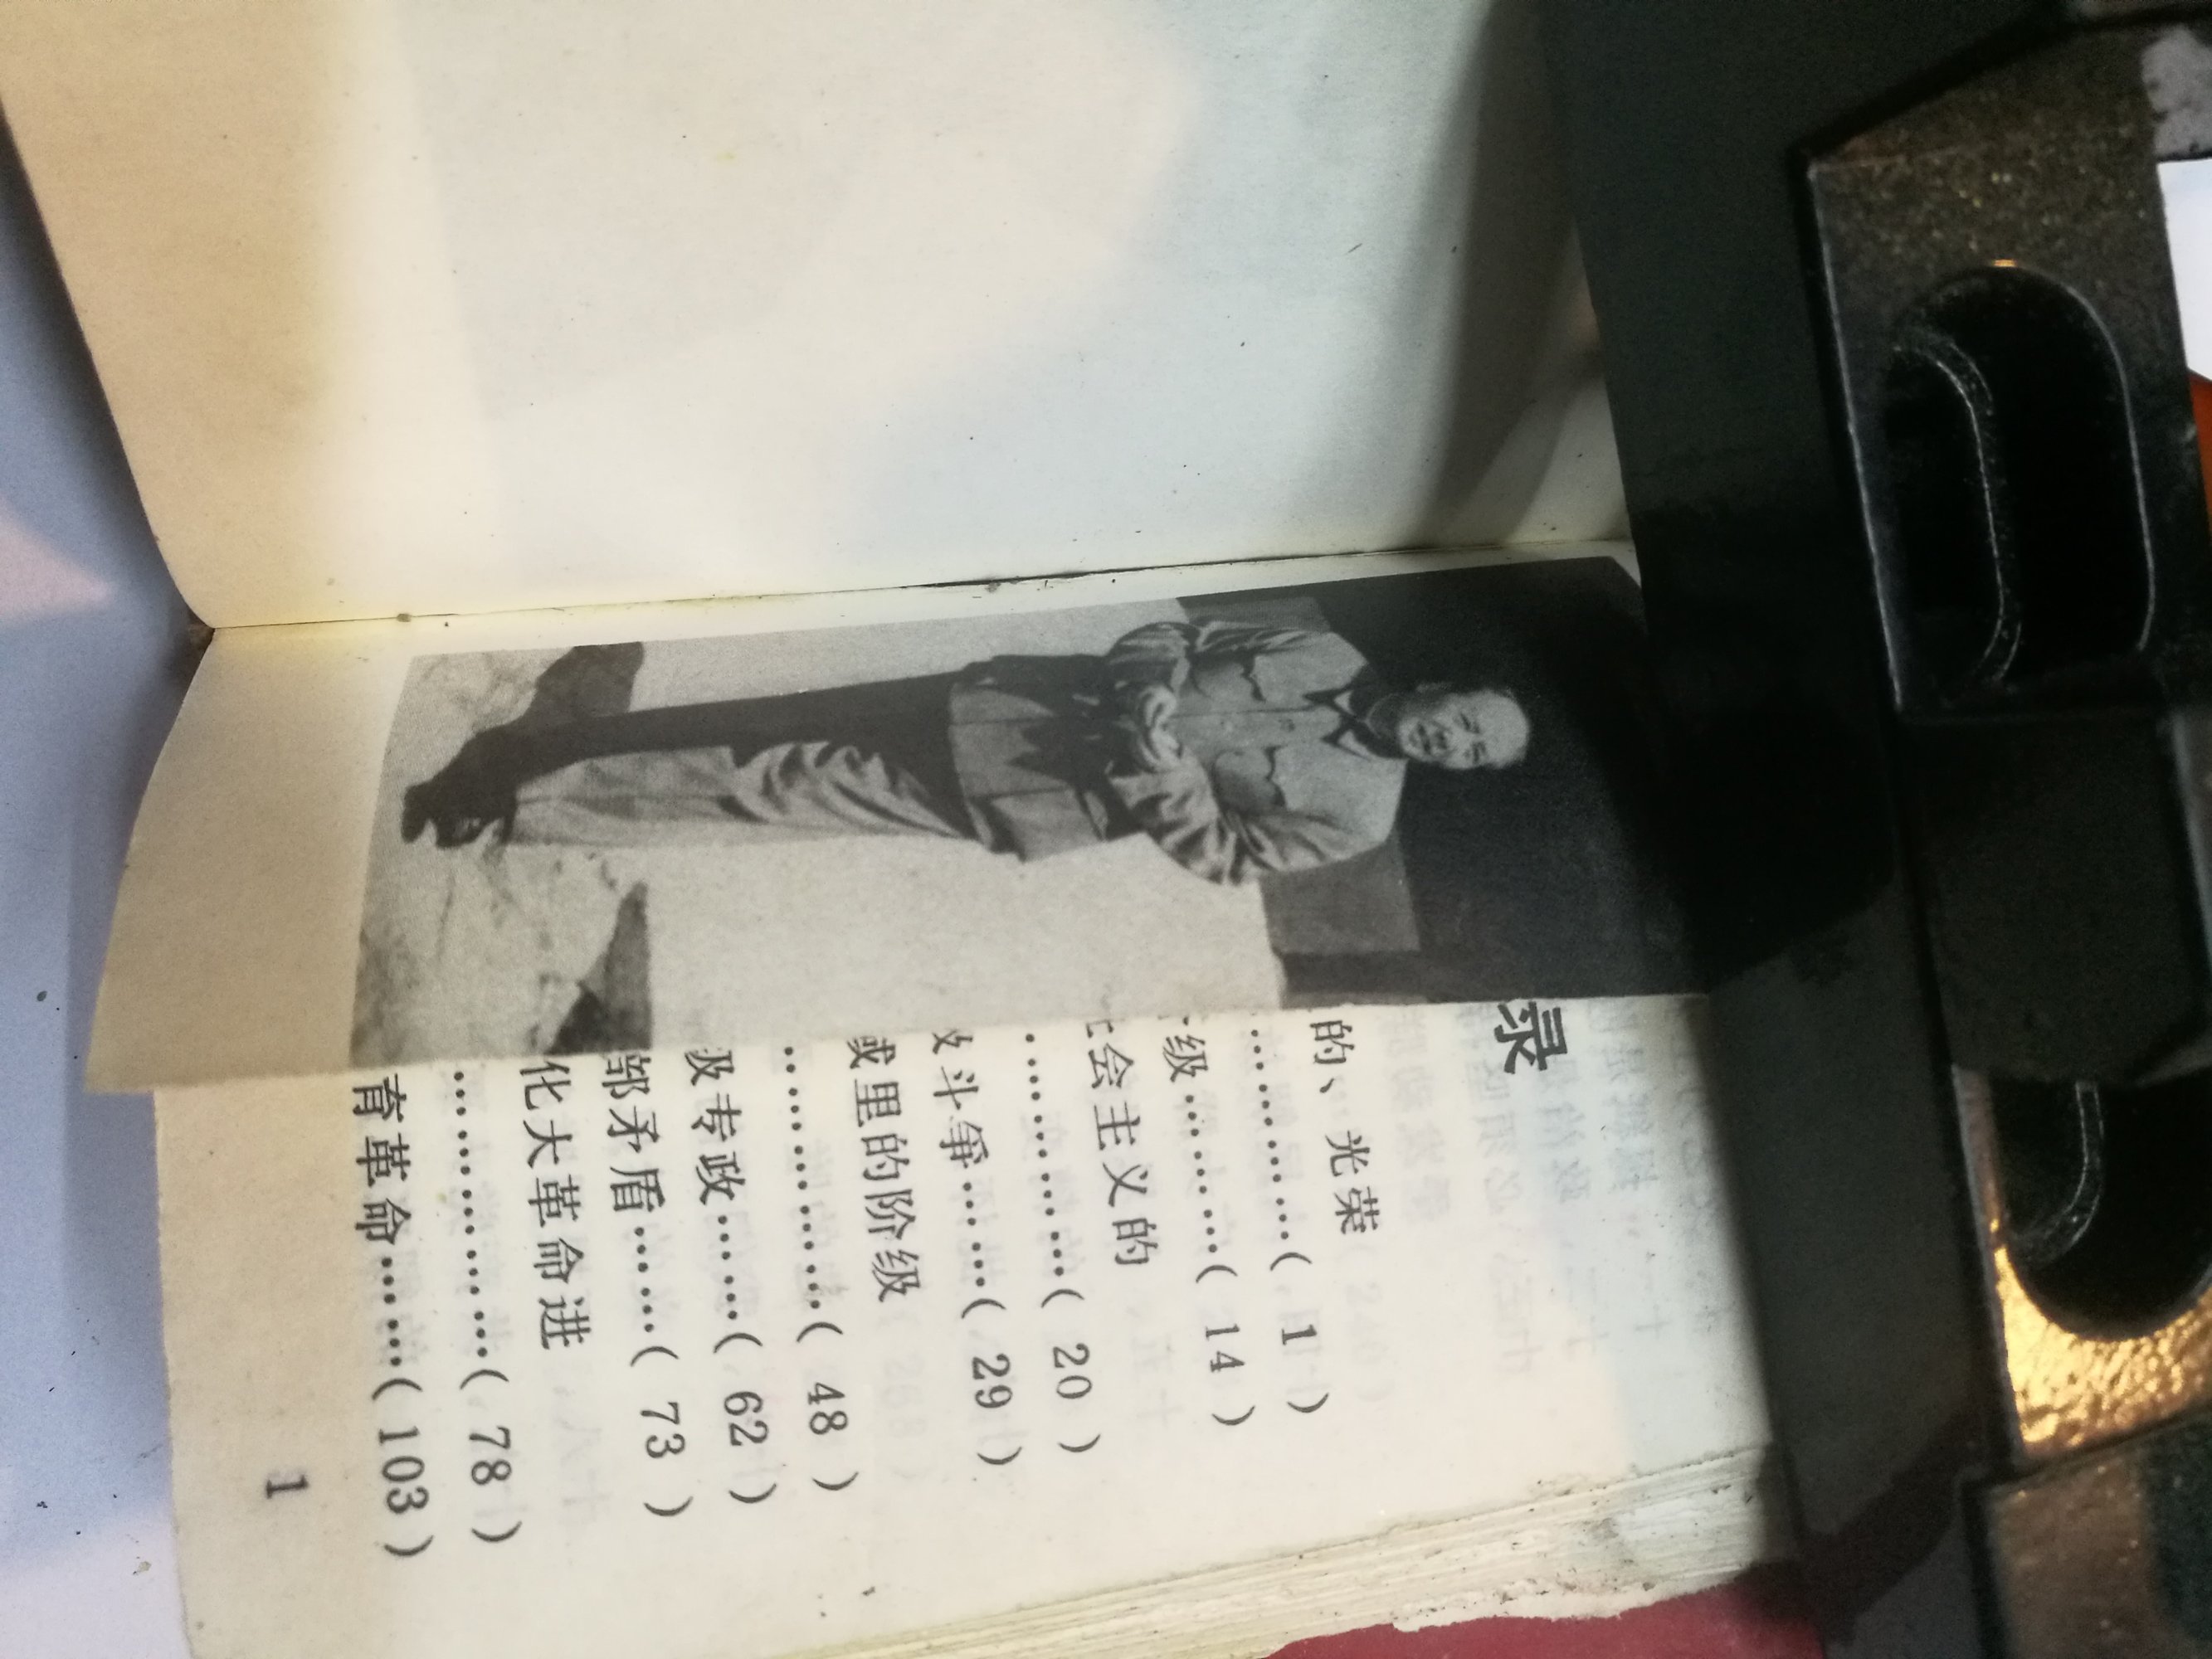 录
的、光荣
…………( 1 )
级…………( 14 )
会主义的
…………( 20 )
斗争………( 29 )
域里的阶级
…………( 48 )
级专政………( 62 )
部矛盾………( 73 )
化大革命进
…………( 78 )
育革命………( 103 )
1